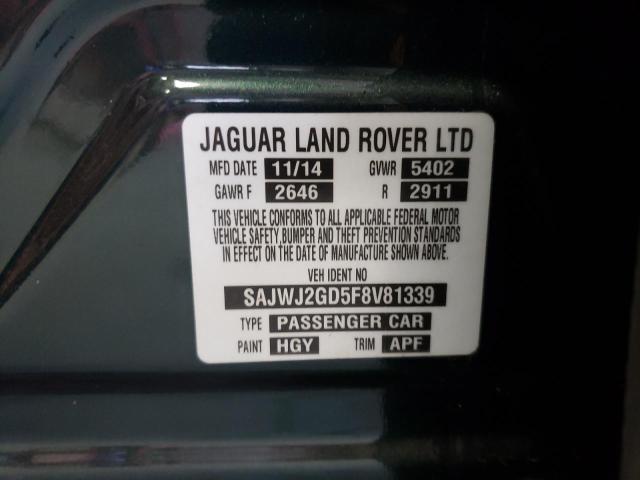 JAGUAR LAND ROVER LTD
MFD DATE 11/14 GVWR 5402
GAWR F 2646 R 2911
THIS VEHICLE CONFORMS TO ALL APPLICABLE FEDERAL MOTOR
VEHICLE SAFETY, BUMPER AND THEFT PREVENTION STANDARDS
IN EFFECT ON THE DATE OF MANUFACTURE SHOWN ABOVE.
VEH IDENT NO
SAJWJ2GD5F8V81339
TYPE PASSENGER CAR
PAINT HGY TRIM APF